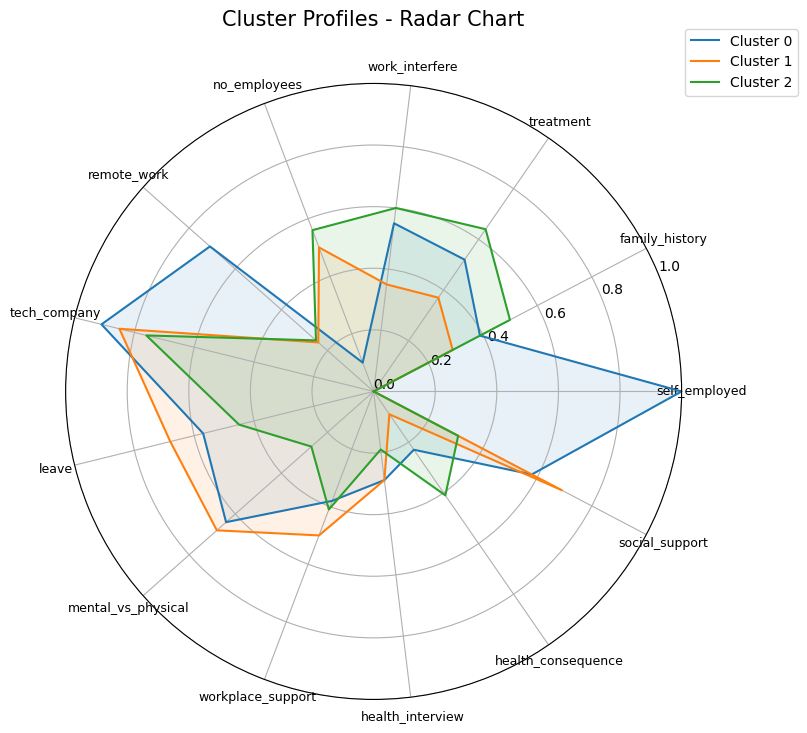 Cluster Profiles - Radar Chart
Cluster 0
Cluster 1
Cluster 2
work_interfere
no_employees
treatment
remote_work
family_history
1.0
0.8
tech_company
0.6
0.4
0.2
0.0
self_employed
leave
social_support
mental_vs_physical
health_consequence
workplace_support
health_interview